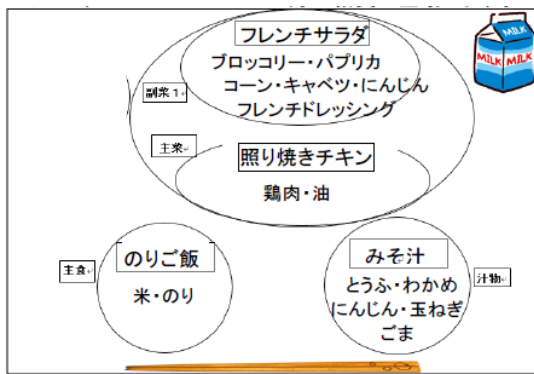 フレンチサラダ
ブロッコリー・パプリカ
コーン・キャベツ・にんじん
フレンチドレッシング
副菜1
主菜
照り焼きチキン
鶏肉・油
のりご飯
主食
米・のり
みそ汁
汁物
とうふ・わかめ
にんじん・玉ねぎ
ごま
MILK
MILK
MILK